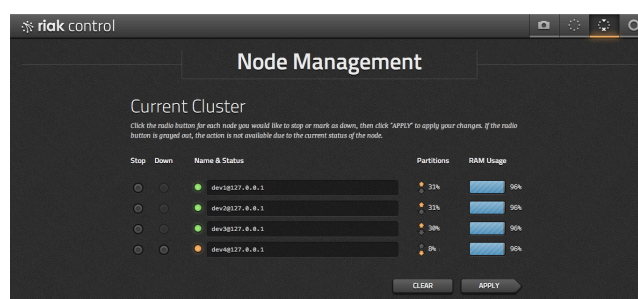 riak control
Node Management
Current Cluster
Click the radio button for each node you would like to stop or mark as down, then click "APPLY" to apply your changes. If the radio
button is grayed out, the action is not available due to the current status of the node.
Stop Down Name & Status Partitions RAM Usage
dev1@127.0.0.1 31% 96%
dev2@127.0.0.1 31% 96%
dev3@127.0.0.1 30% 96%
dev4@127.0.0.1 8% 96%
CLEAR APPLY